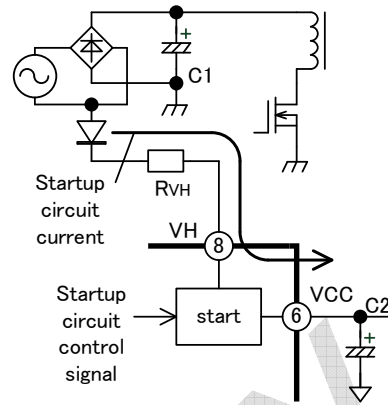 +
C1
Startup
circuit
current
RVH
VH
8
VCC
C2
Startup
circuit
control
signal
start
6
+